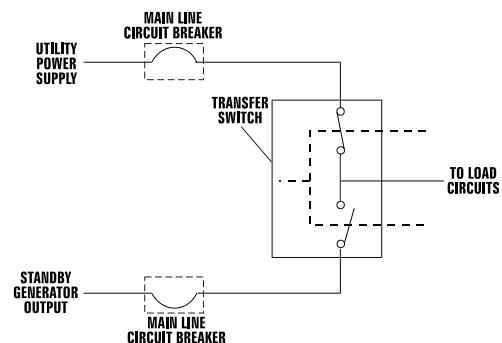 MAIN LINE
CIRCUIT BREAKER
UTILITY
POWER
SUPPLY
TRANSFER
SWITCH
TO LOAD
CIRCUITS
STANDBY
GENERATOR
OUTPUT
MAIN LINE
CIRCUIT BREAKER